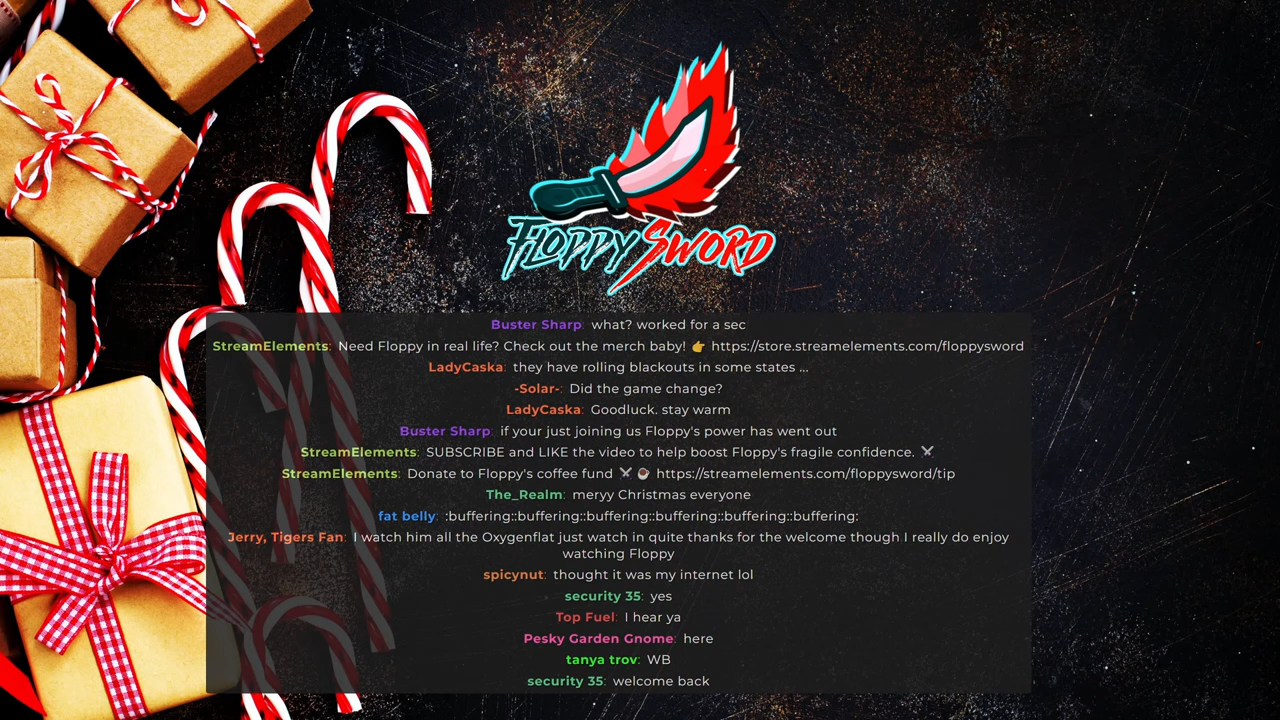 FLOPPY SWORD
Buster Sharp: what? worked for a sec
StreamElements: Need Floppy in real life? Check out the merch baby! 👉 https://store.streamelements.com/floppysword
LadyCaska: they have rolling blackouts in some states ...
-Solar-: Did the game change?
LadyCaska: Goodluck. stay warm
Buster Sharp: if your just joining us Floppy's power has went out
StreamElements: SUBSCRIBE and LIKE the video to help boost Floppy's fragile confidence. ⚔️
StreamElements: Donate to Floppy's coffee fund ⚔️ ☕ https://streamelements.com/floppysword/tip
The_Realm: meryy Christmas everyone
fat belly: :buffering::buffering::buffering::buffering::buffering::buffering:
Jerry, Tigers Fan: I watch him all the Oxygenflat just watch in quite thanks for the welcome though I really do enjoy
watching Floppy
spicynut: thought it was my internet lol
security 35: yes
Top Fuel: I hear ya
Pesky Garden Gnome: here
tanya trov: WB
security 35: welcome back